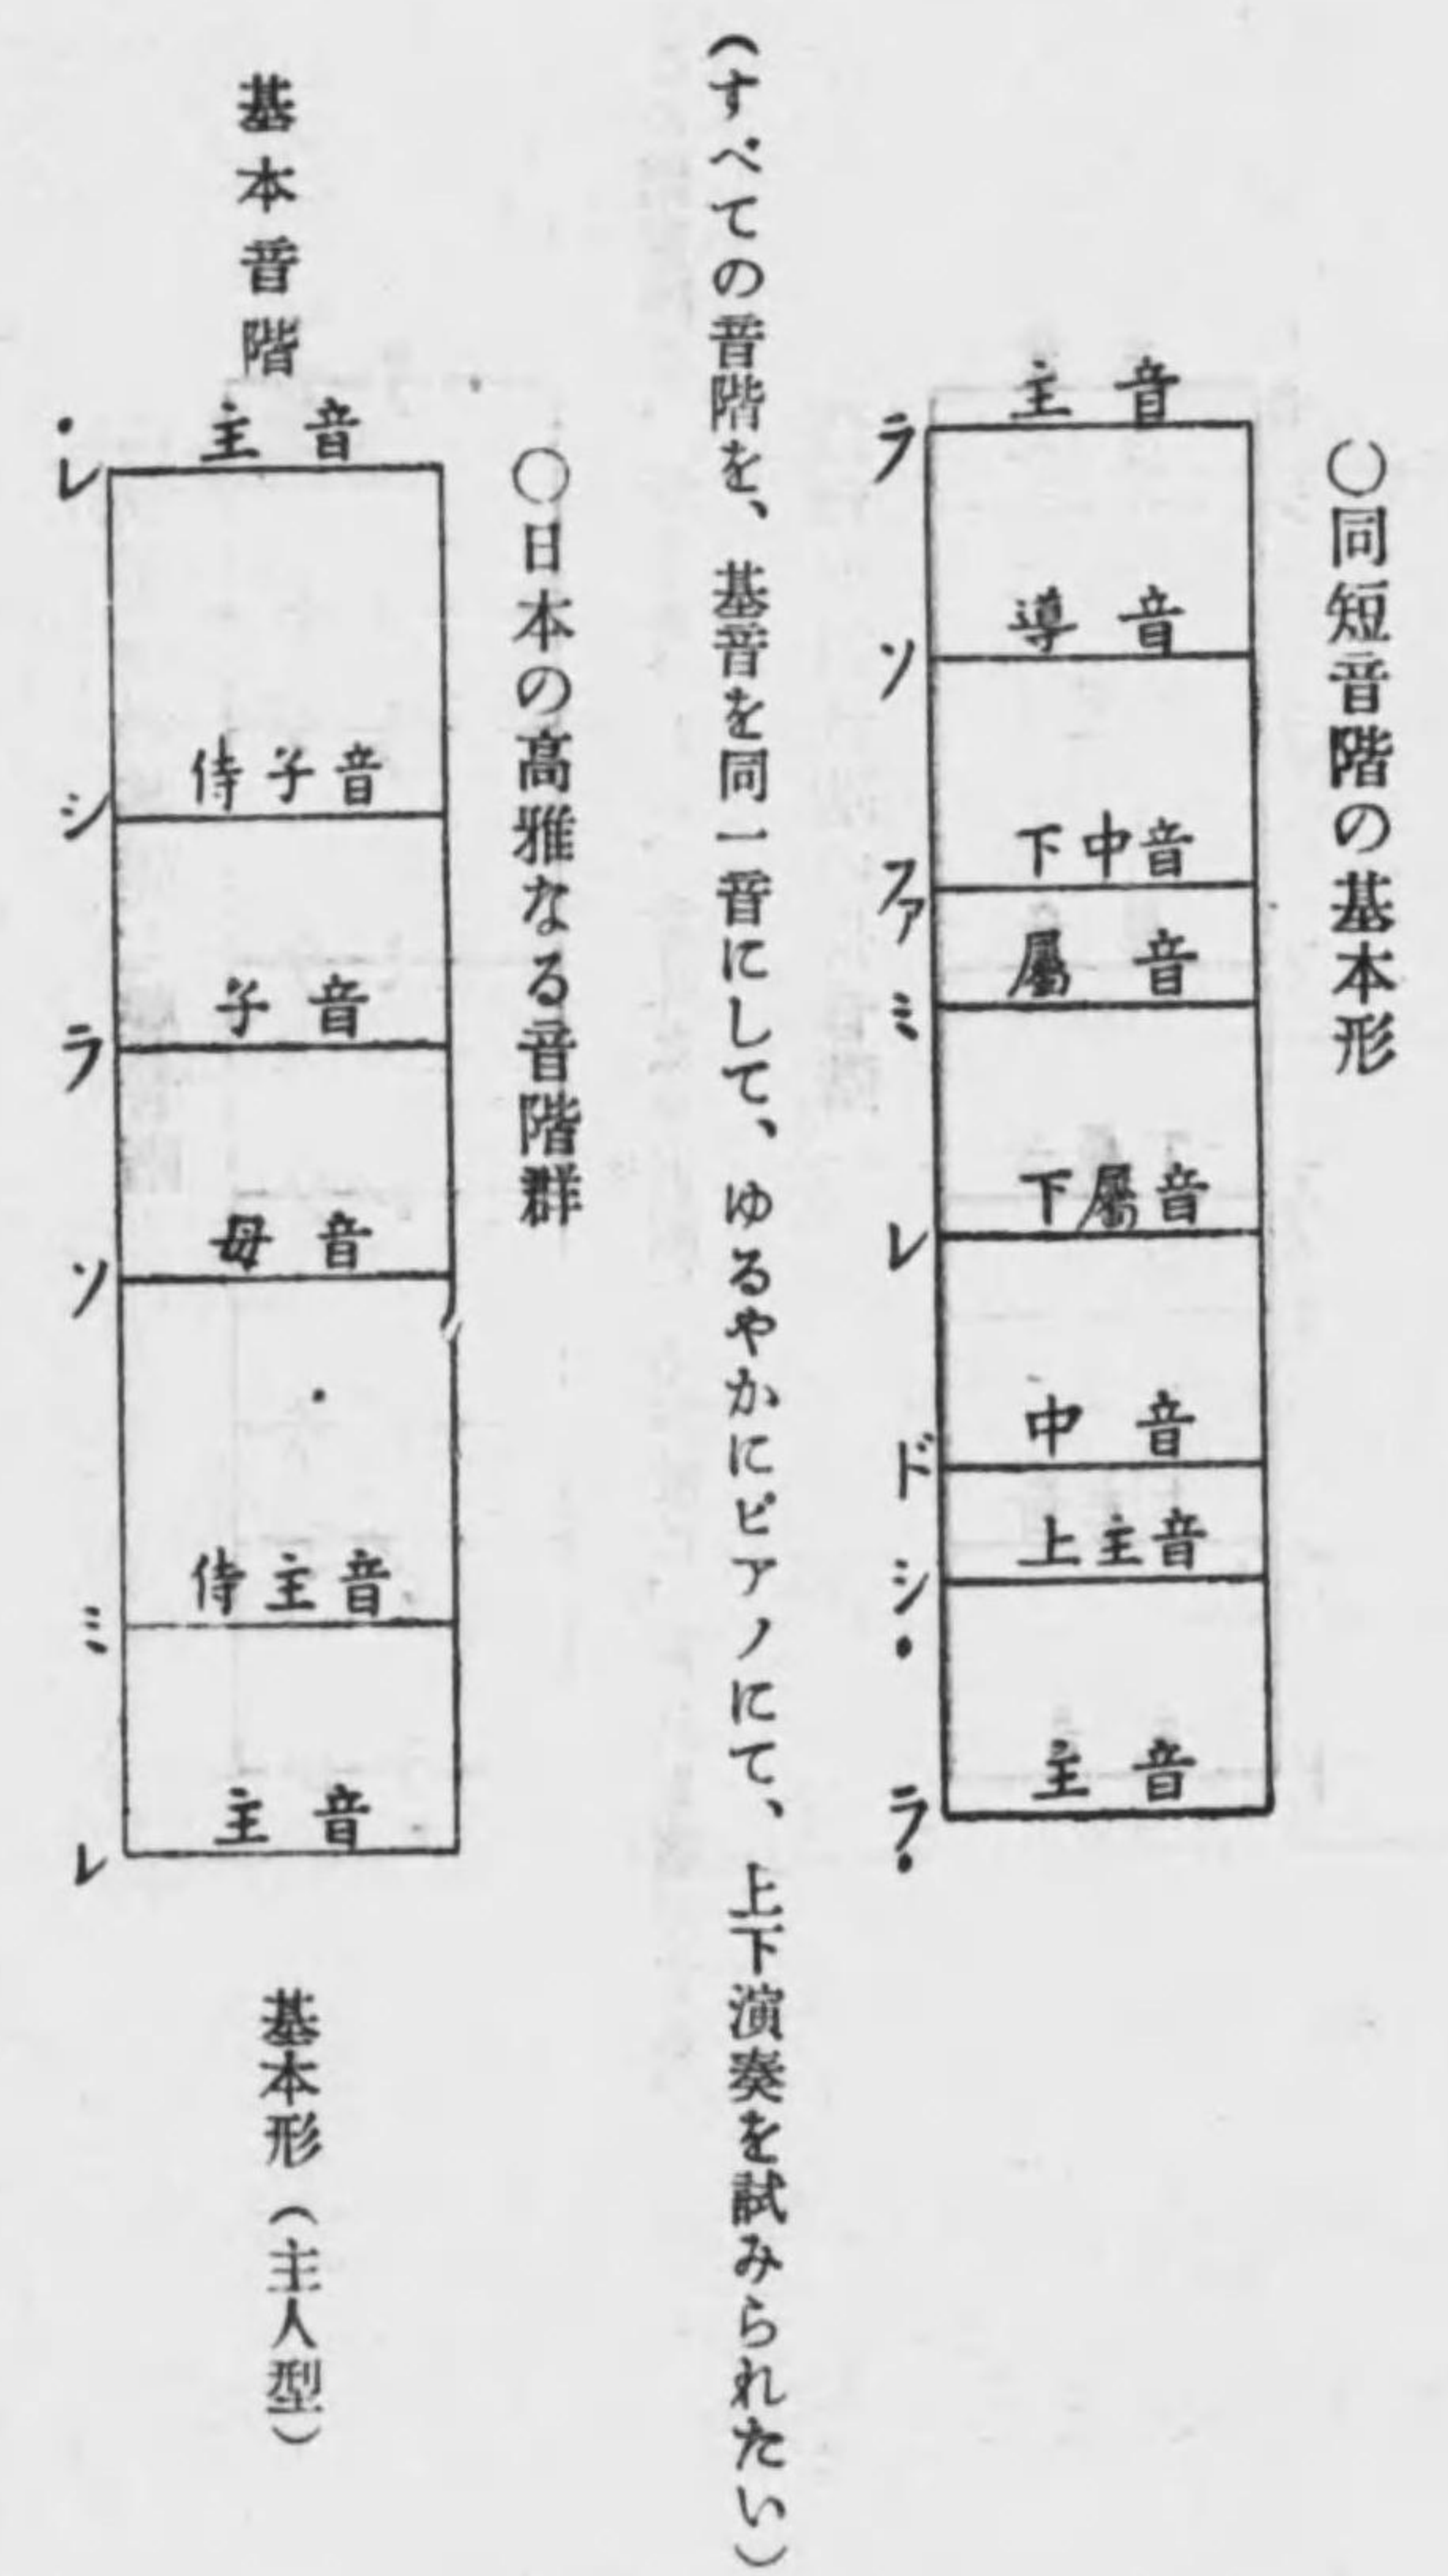 〇同短音階の基本形
主音
ラ
導音
ソ
下中音
ファ
屬音
ミ
下屬音
レ
中音
ド
上主音
シ・
主音
ラ・
(すべての音階を、基音を同一音にして、ゆるやかにピアノにて、上下演奏を試みられたい)
〇日本の高雅なる音階群
基本音階
主音
・レ
侍子音
シ
子音
ラ
母音
ソ
侍主音
ミ
主音
レ
基本形(主人型)